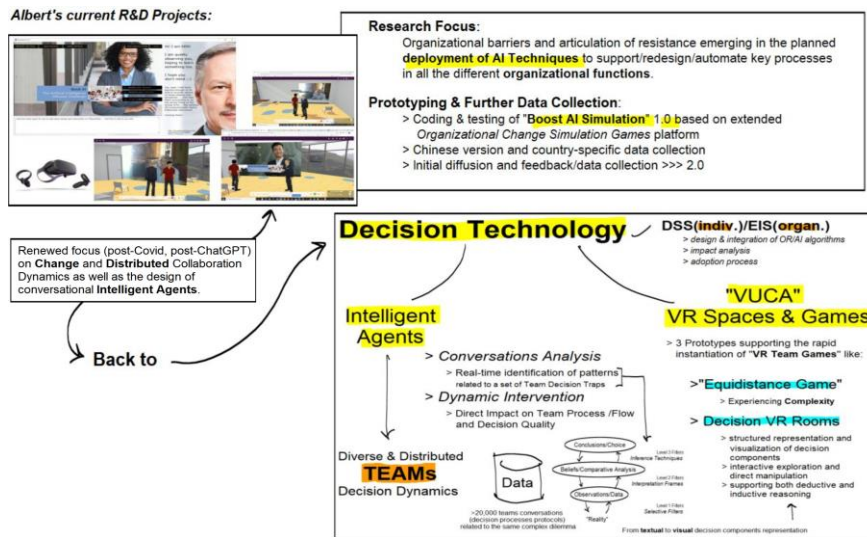 Albert's current R&D Projects:
Research Focus:
Organizational barriers and articulation of resistance emerging in the planned
deployment of AI Techniques to support/redesign/automate key processes
in all the different organizational functions.
Prototyping & Further Data Collection:
> Coding & testing of "Boost AI Simulation" 1.0 based on extended
Organizational Change Simulation Games platform
> Chinese version and country-specific data collection
> Initial diffusion and feedback/data collection >>> 2.0
Renewed focus (post-Covid, post-ChatGPT)
on Change and Distributed Collaboration
Dynamics as well as the design of
conversational Intelligent Agents.
Back to
Decision Technology
DSS(indiv.)/EIS(organ.)
> design & integration of OR/AI algorithms
> impact analysis
> adoption process
Intelligent
Agents
> Conversations Analysis
> Real-time identification of patterns
related to a set of Team Decision Traps
> Dynamic Intervention
> Direct Impact on Team Process /Flow
and Decision Quality
Diverse & Distributed
TEAMs
Decision Dynamics
Data
>20,000 teams conversations
(decision processes protocols)
related to the same complex dilemma
Conclusions/Choice
Level-3 Filters
Inference Techniques
Beliefs/Comparative Analysis
Level-2 Filters
Interpretation Frames
Observations/Data
Level-1 Filters
Selective Filters
"Reality"
"VUCA"
VR Spaces & Games
> 3 Prototypes supporting the rapid
instantiation of "VR Team Games" like:
>"Equidistance Game"
> Experiencing Complexity
> Decision VR Rooms
> structured representation and
visualization of decision
components
> interactive exploration and
direct manipulation
> supporting both deductive and
inductive reasoning
From textual to visual decision components representation